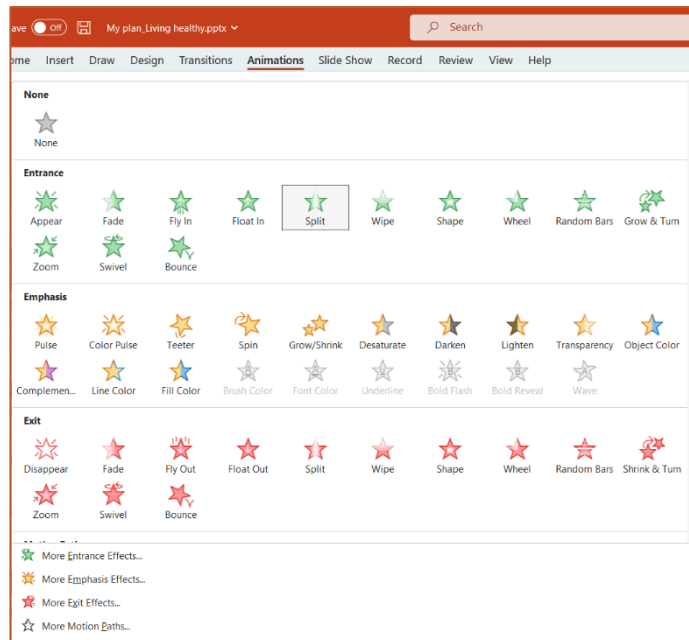 ave Off My plan_Living healthy.pptx Search
ome Insert Draw Design Transitions Animations Slide Show Record Review View Help
None
None
Entrance
Appear Fade Fly In Float In Split Wipe Shape Wheel Random Bars Grow & Turn
Zoom Swivel Bounce
Emphasis
Pulse Color Pulse Teeter Spin Grow/Shrink Desaturate Darken Lighten Transparency Object Color
Complemen... Line Color Fill Color Brush Color Font Color Underline Bold Flash Bold Reveal Wave
Exit
Disappear Fade Fly Out Float Out Split Wipe Shape Wheel Random Bars Shrink & Turn
Zoom Swivel Bounce
More Entrance Effects...
More Emphasis Effects...
More Exit Effects...
More Motion Paths...